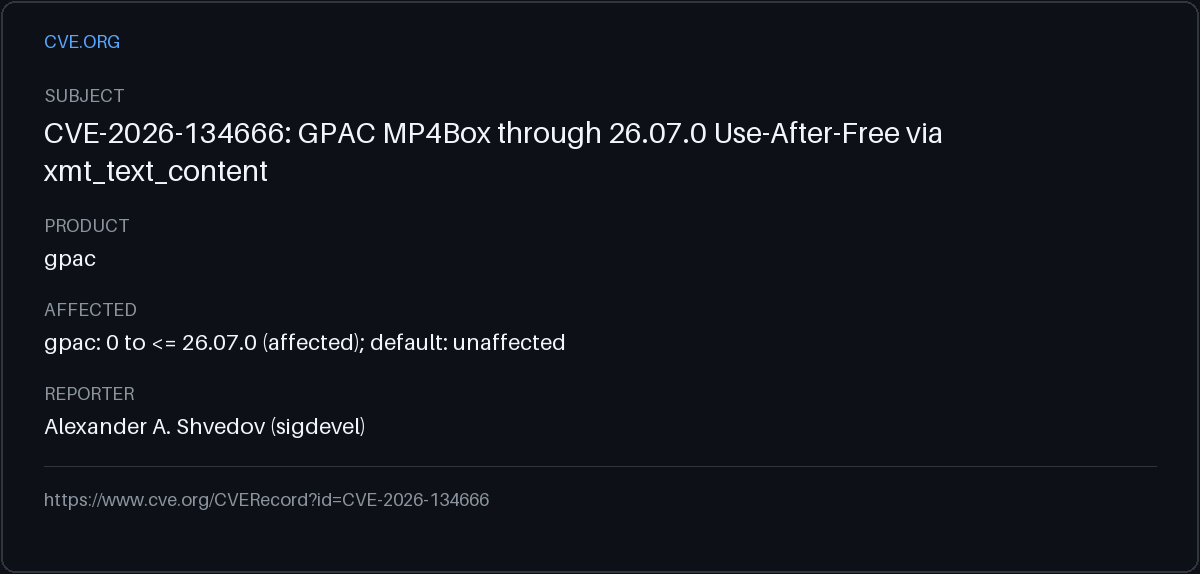 CVE.ORG
SUBJECT
CVE-2026-134666: GPAC MP4Box through 26.07.0 Use-After-Free via
xmt_text_content
PRODUCT
gpac
AFFECTED
gpac: 0 to <= 26.07.0 (affected); default: unaffected
REPORTER
Alexander A. Shvedov (sigdevel)
https://www.cve.org/CVERecord?id=CVE-2026-134666